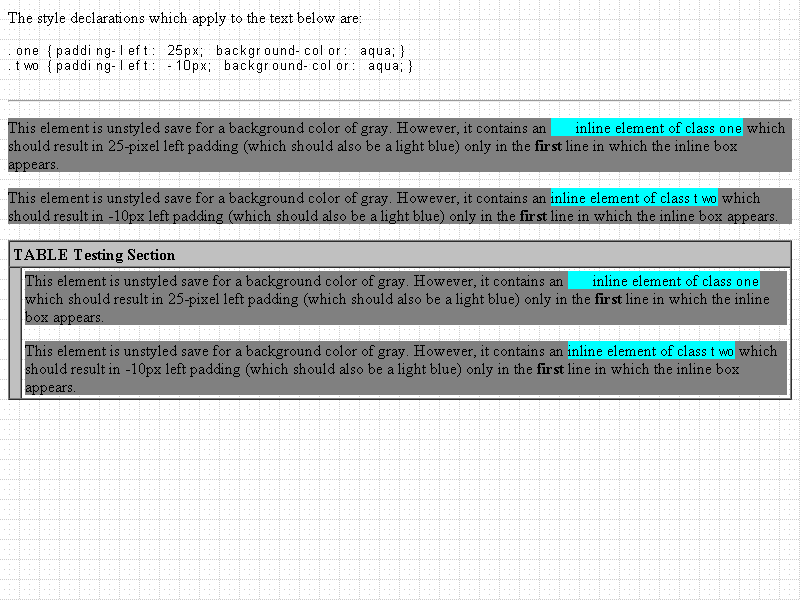 The style declarations which apply to the text below are:
.one {padding-left: 25px; background-color: aqua;}
.two {padding-left: -10px; background-color: aqua;}
This element is unstyled save for a background color of gray. However, it contains an inline element of class one which
should result in 25-pixel left padding (which should also be a light blue) only in the first line in which the inline box
appears.
This element is unstyled save for a background color of gray. However, it contains an inline element of class two which
should result in -10px left padding (which should also be a light blue) only in the first line in which the inline box appears.
TABLE Testing Section
This element is unstyled save for a background color of gray. However, it contains an inline element of class one
which should result in 25-pixel left padding (which should also be a light blue) only in the first line in which the inline
box appears.
This element is unstyled save for a background color of gray. However, it contains an inline element of class two which
should result in -10px left padding (which should also be a light blue) only in the first line in which the inline box
appears.